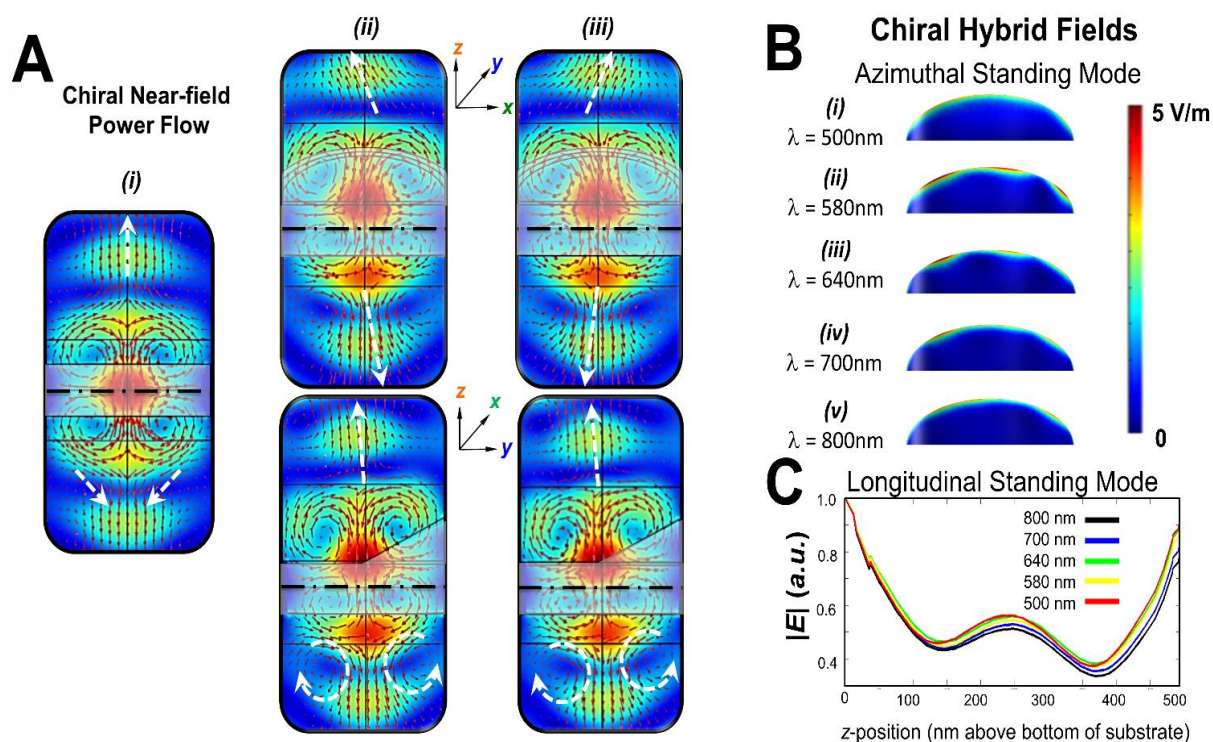 A
Chiral Near-field
Power Flow
(i)
(ii)
(iii)
z
y
x
z
x
y
B
Chiral Hybrid Fields
Azimuthal Standing Mode
(i)
λ = 500nm
(ii)
λ = 580nm
(iii)
λ = 640nm
(iv)
λ = 700nm
(v)
λ = 800nm
5 V/m
0
C
Longitudinal Standing Mode
|E| (a.u.)
1.0
0.8
0.6
0.4
800 nm
700 nm
640 nm
580 nm
500 nm
0
100
200
300
400
500
z-position (nm above bottom of substrate)